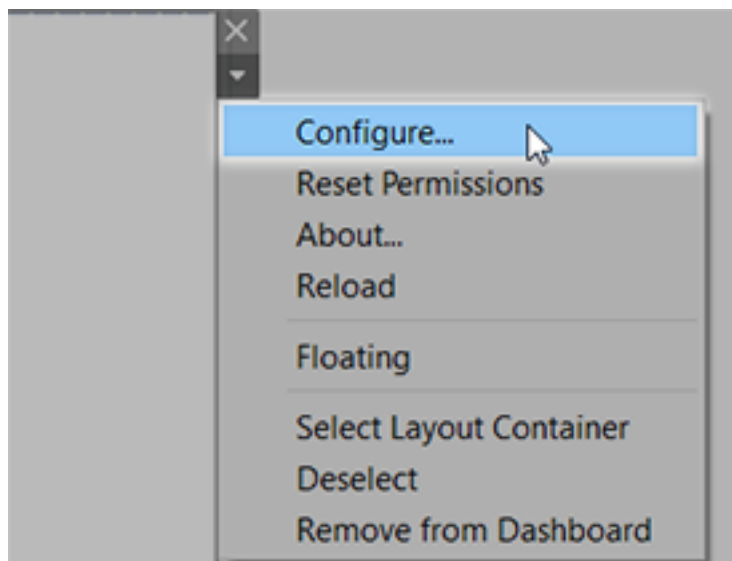 Configure...
Reset Permissions
About...
Reload
Floating
Select Layout Container
Deselect
Remove from Dashboard